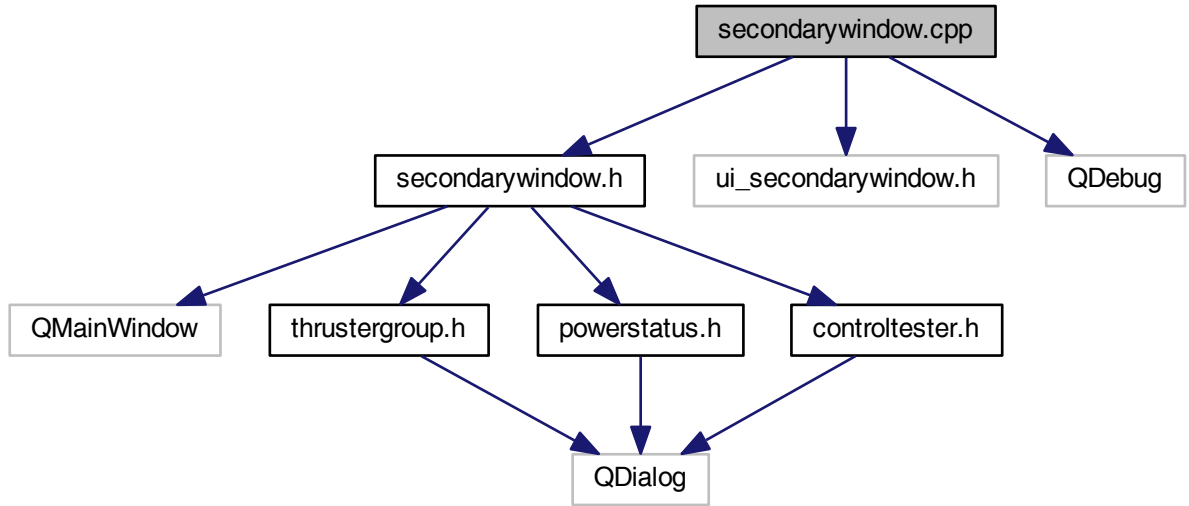 secondarywindow.cpp
secondarywindow.h
ui_secondarywindow.h
QDebug
QMainWindow
thrustergroup.h
powerstatus.h
controltester.h
QDialog